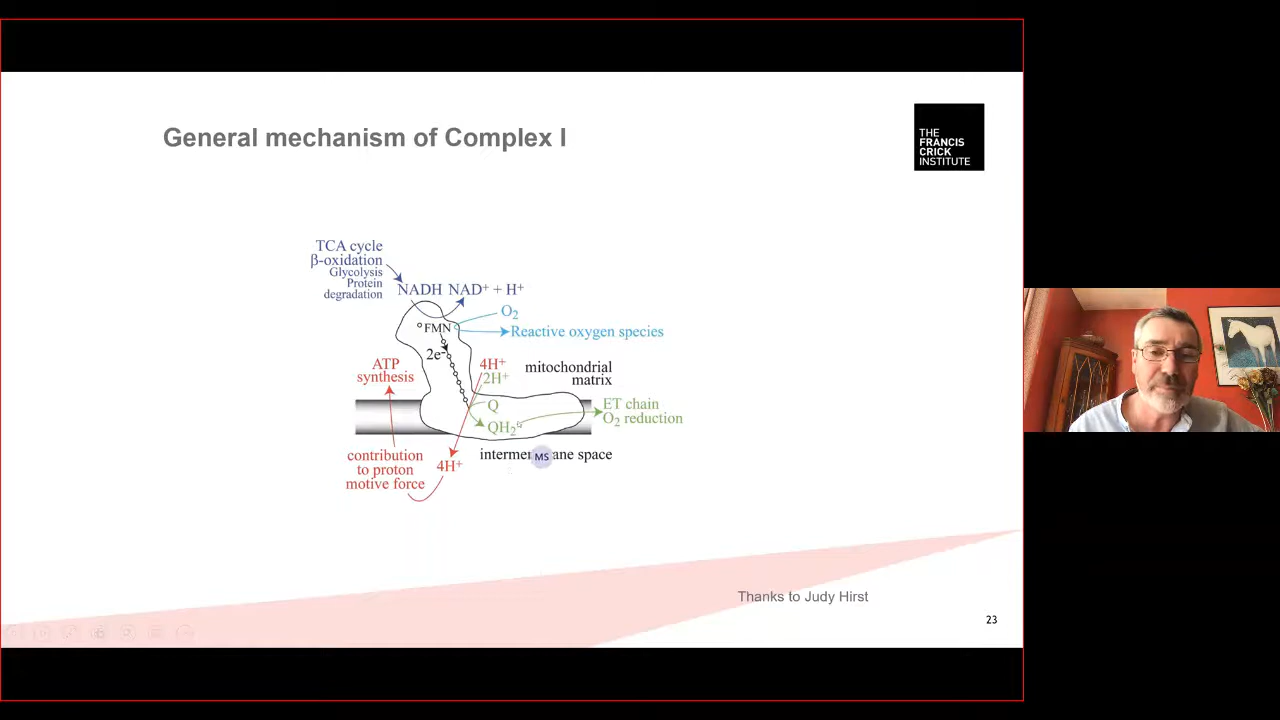 General mechanism of Complex I
THE
FRANCIS
CRICK
INSTITUTE
TCA cycle
β-oxidation
Glycolysis
Protein
degradation
NADH NAD⁺ + H⁺
O₂
FMN
Reactive oxygen species
2e⁻
ATP
synthesis
4H⁺
2H⁺
mitochondrial
matrix
Q
QH₂
ET chain
O₂ reduction
contribution
to proton
motive force
4H⁺
MS
space
Thanks to Judy Hirst
23